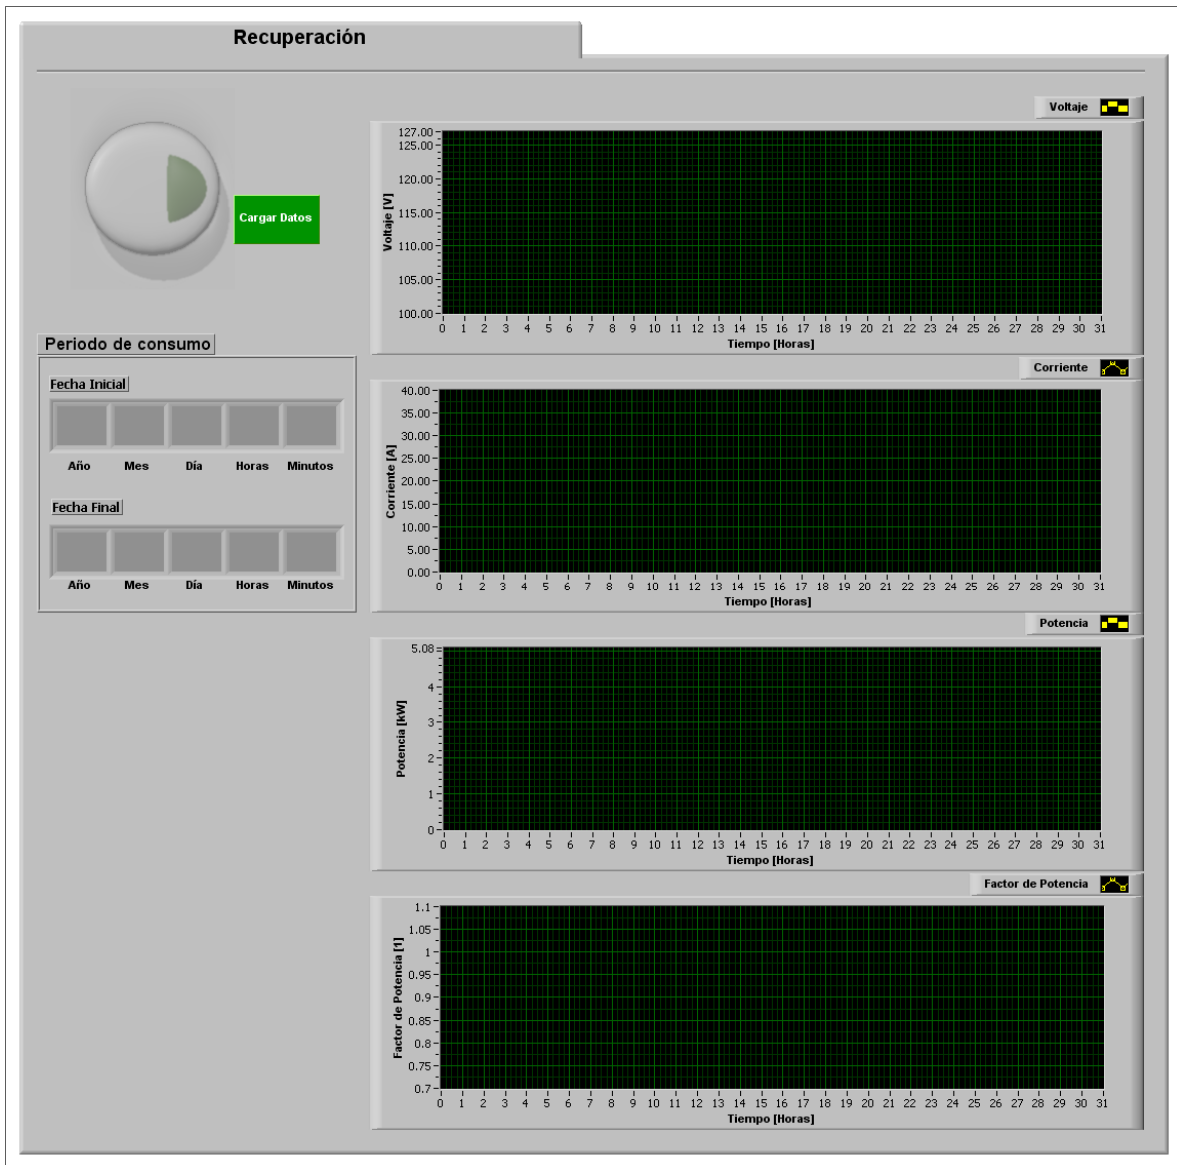 Recuperación
Cargar Datos
Periodo de consumo
Fecha Inicial
Año Mes Día Horas Minutos
Fecha Final
Año Mes Día Horas Minutos
Voltaje
Voltaje [V]
127.00
125.00
120.00
115.00
110.00
105.00
100.00
0 1 2 3 4 5 6 7 8 9 10 11 12 13 14 15 16 17 18 19 20 21 22 23 24 25 26 27 28 29 30 31
Tiempo [Horas]
Corriente
Corriente [A]
40.00
35.00
30.00
25.00
20.00
15.00
10.00
5.00
0.00
0 1 2 3 4 5 6 7 8 9 10 11 12 13 14 15 16 17 18 19 20 21 22 23 24 25 26 27 28 29 30 31
Tiempo [Horas]
Potencia
Potencia [kW]
5.08
4
3
2
1
0
0 1 2 3 4 5 6 7 8 9 10 11 12 13 14 15 16 17 18 19 20 21 22 23 24 25 26 27 28 29 30 31
Tiempo [Horas]
Factor de Potencia
Factor de Potencia [1]
1.1
1.05
1
0.95
0.9
0.85
0.8
0.75
0.7
0 1 2 3 4 5 6 7 8 9 10 11 12 13 14 15 16 17 18 19 20 21 22 23 24 25 26 27 28 29 30 31
Tiempo [Horas]